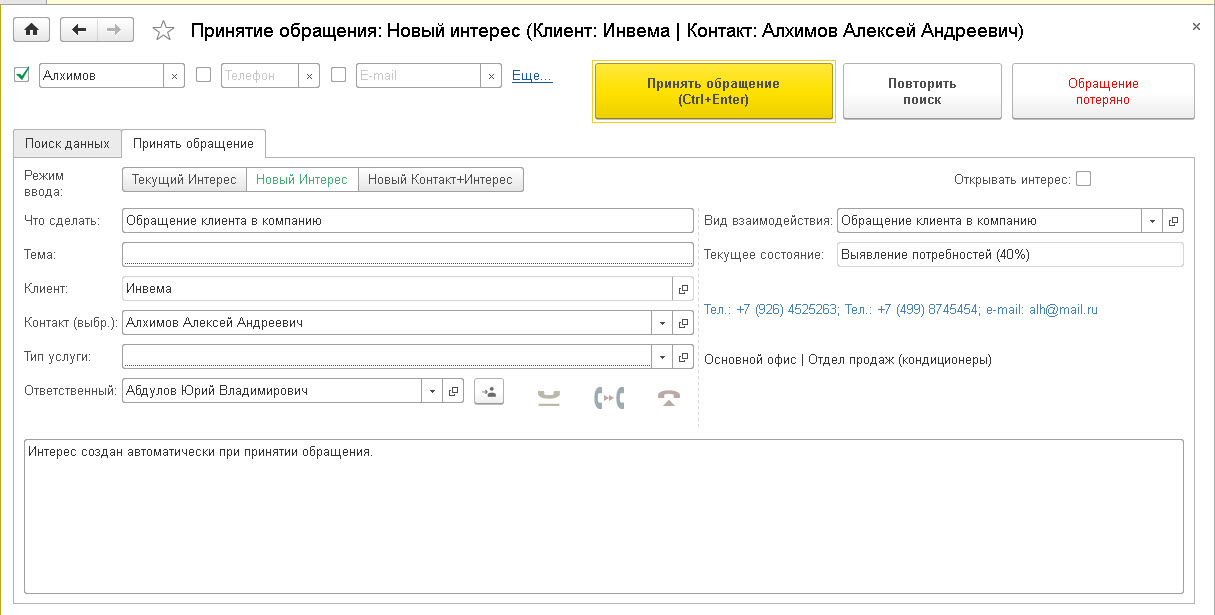 Принятие обращения: Новый интерес (Клиент: Инвема | Контакт: Алхимов Алексей Андреевич)
Алхимов Телефон E-mail Еще...
Принять обращение
(Ctrl+Enter)
Повторить
поиск
Обращение
потеряно
Поиск данных Принять обращение
Режим
ввода:
Текущий Интерес Новый Интерес Новый Контакт+Интерес Открывать интерес:
Что сделать: Обращение клиента в компанию Вид взаимодействия: Обращение клиента в компанию
Тема: Текущее состояние: Выявление потребностей (40%)
Клиент: Инвема
Тел.: +7 (926) 4525263; Тел.: +7 (499) 8745454; e-mail: alh@mail.ru
Контакт (выбр.): Алхимов Алексей Андреевич
Тип услуги: Основной офис | Отдел продаж (кондиционеры)
Ответственный: Абдулов Юрий Владимирович
Интерес создан автоматически при принятии обращения.